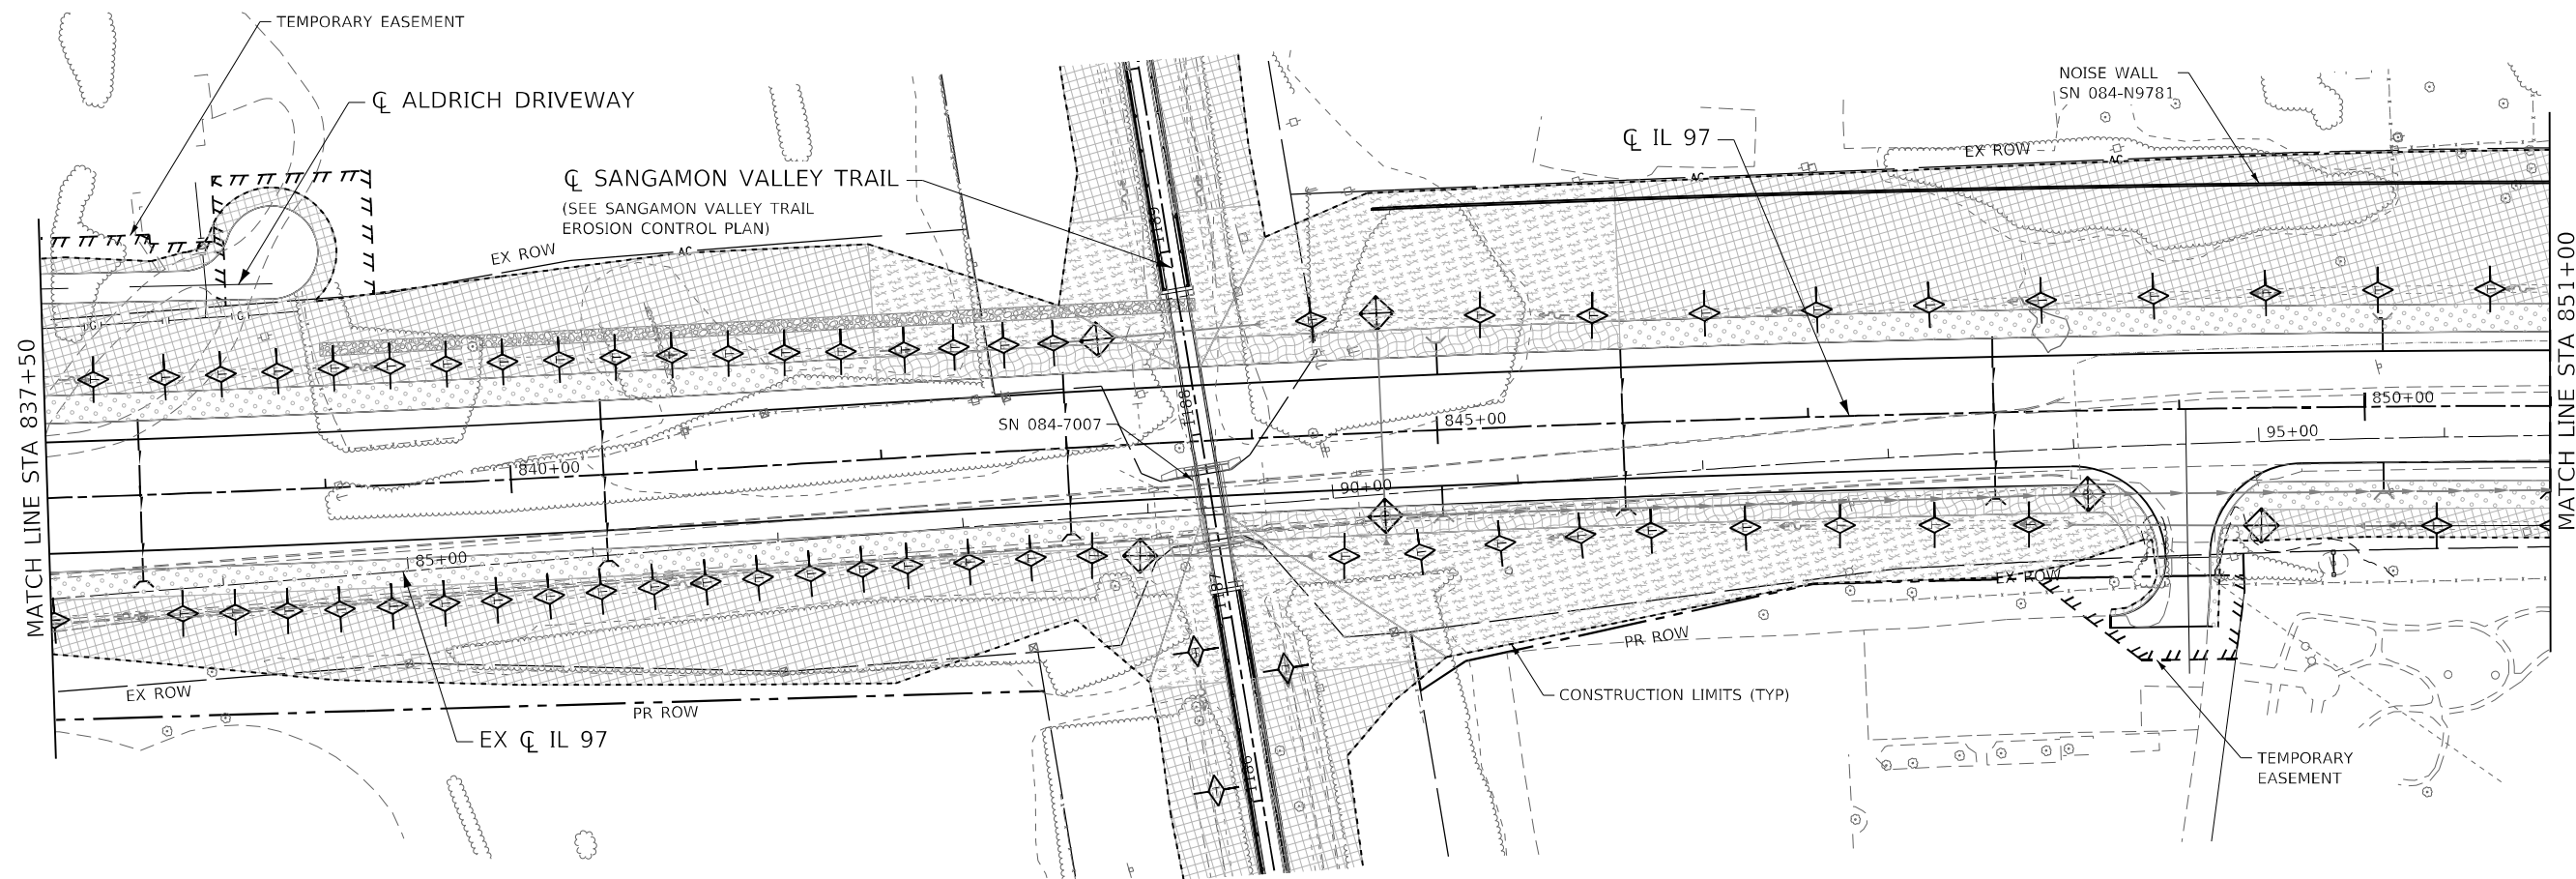 TEMPORARY EASEMENT
℄ ALDRICH DRIVEWAY
℄ SANGAMON VALLEY TRAIL
(SEE SANGAMON VALLEY TRAIL
EROSION CONTROL PLAN)
EX ROW
AC
NOISE WALL
SN 084-N9781
℄ IL 97
EX ROW
AC
AC
MATCH LINE STA 837+50
MATCH LINE STA 851+00
G
G
SN 084-7007
840+00
845+00
850+00
85+00
90+00
95+00
EX ROW
PR ROW
EX ℄ IL 97
EX ROW
PR ROW
CONSTRUCTION LIMITS (TYP)
TEMPORARY
EASEMENT